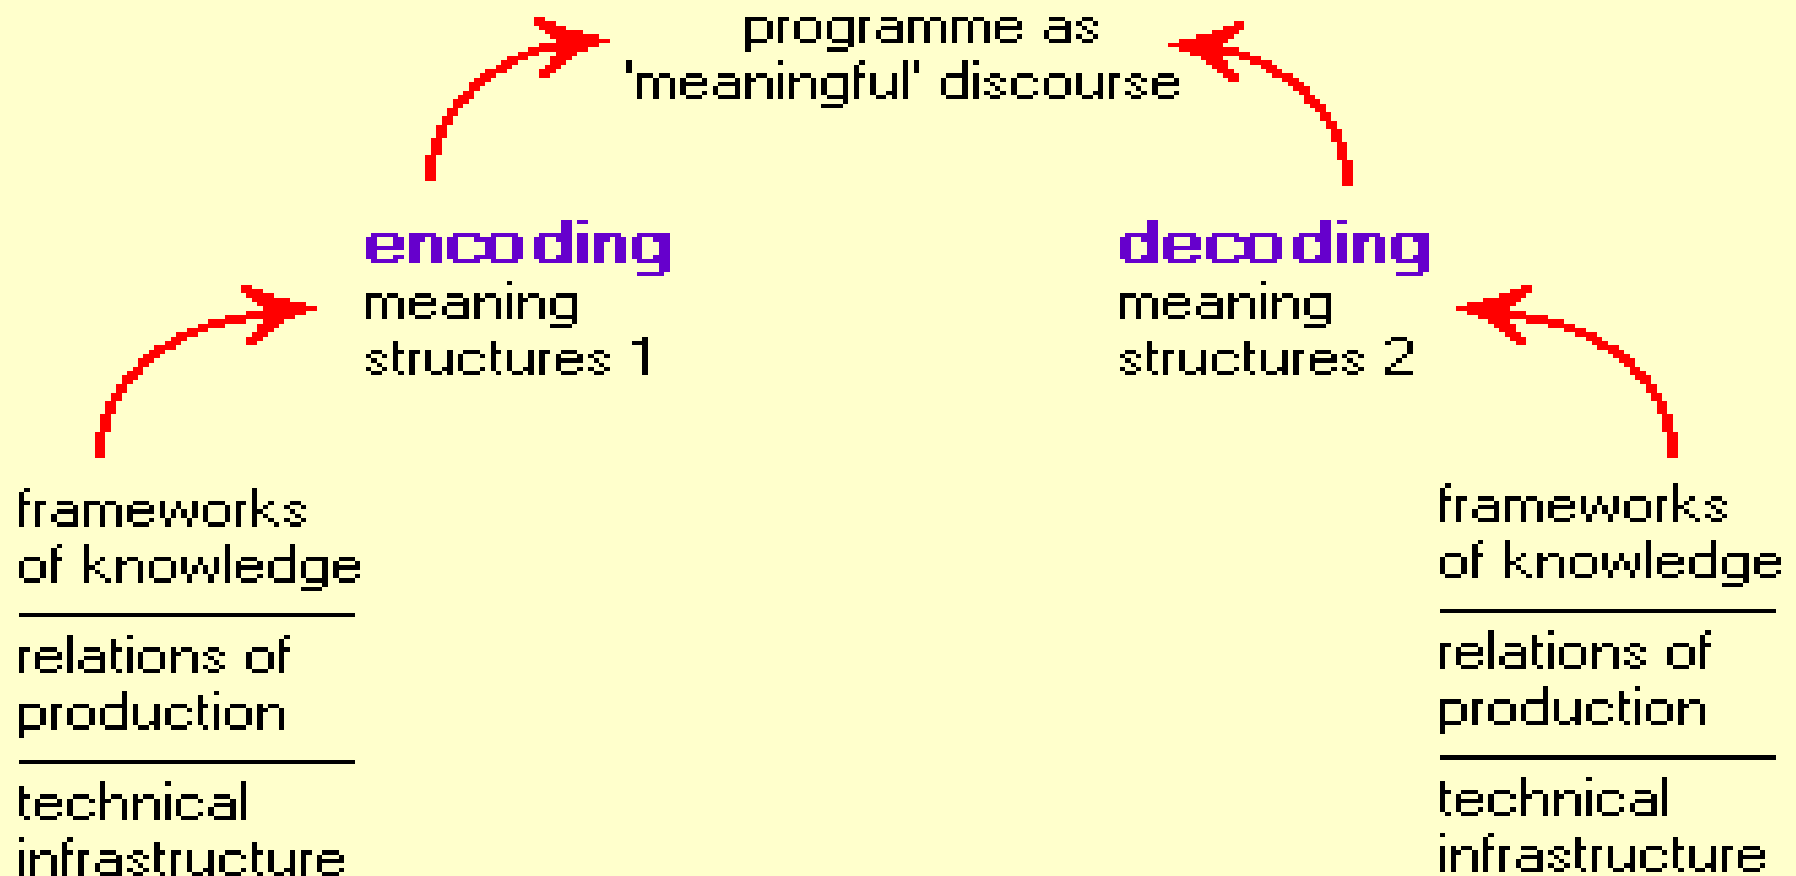 programme as
'meaningful' discourse
encoding
meaning
structures 1
decoding
meaning
structures 2
frameworks
of knowledge
relations of
production
technical
infrastructure
frameworks
of knowledge
relations of
production
technical
infrastructure